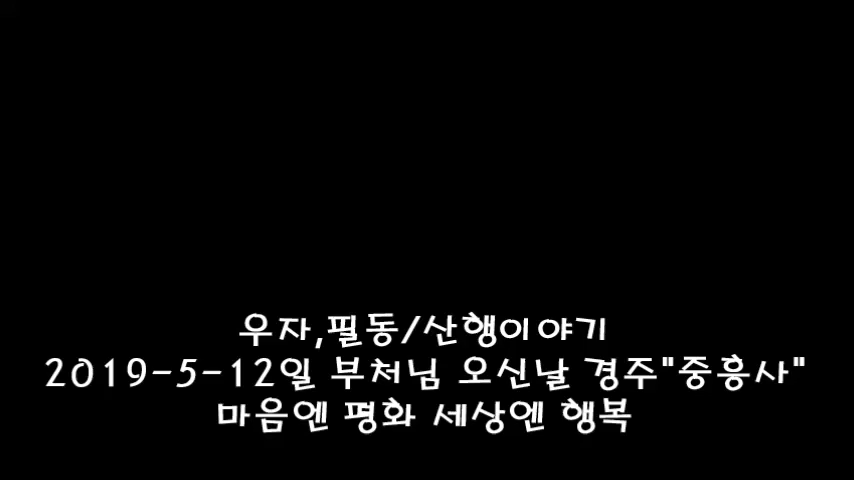 우자,필동/산행이야기
2019-5-12일 부처님 오신날 경주"중흥사"
마음엔 평화 세상엔 행복